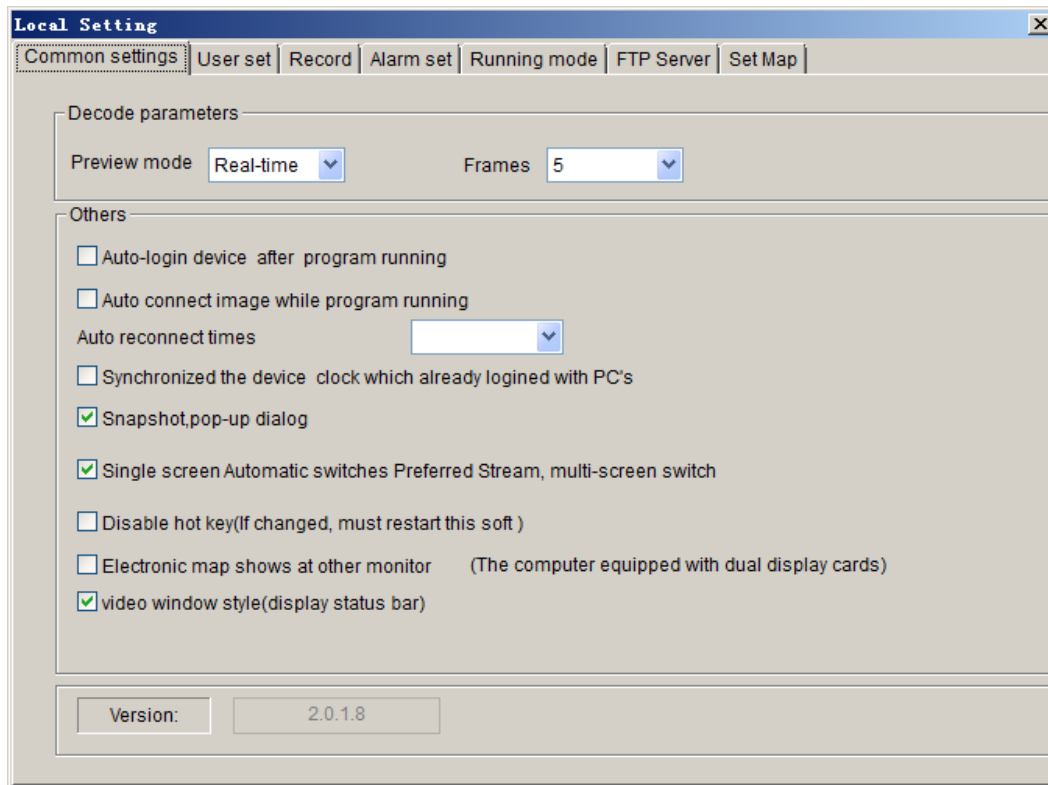 Local Setting
Common settings User set Record Alarm set Running mode FTP Server Set Map
Decode parameters
Preview mode Real-time Frames 5
Others
Auto-login device after program running
Auto connect image while program running
Auto reconnect times
Synchronized the device clock which already logined with PC's
Snapshot,pop-up dialog
Single screen Automatic switches Preferred Stream, multi-screen switch
Disable hot key(If changed, must restart this soft )
Electronic map shows at other monitor (The computer equipped with dual display cards)
video window style(display status bar)
Version: 2.0.1.8